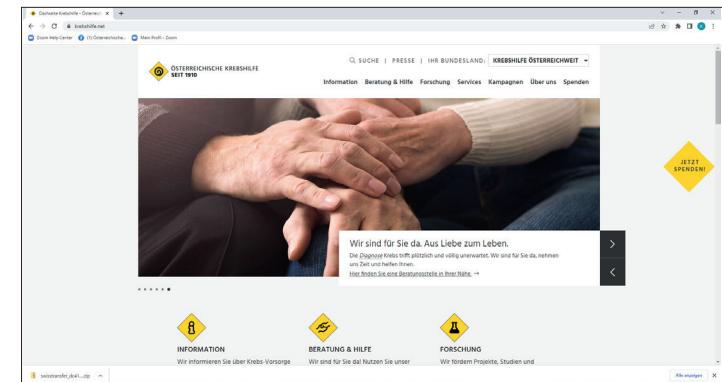 Dachseite Krebshilfe - Österreic
krebshilfe.net
Zoom Help Center
(1) Österreichische...
Mein Profil - Zoom
ÖSTERREICHISCHE KREBSHILFE
SEIT 1910
SUCHE | PRESSE | IHR BUNDESLAND: KREBSHILFE ÖSTERREICHWEIT
Information Beratung & Hilfe Forschung Services Kampagnen Über uns Spenden
JETZT
SPENDEN!
Wir sind für Sie da. Aus Liebe zum Leben.
Die Diagnose Krebs trifft plötzlich und völlig unerwartet. Wir sind für Sie da, nehmen
uns Zeit und helfen Ihnen.
Hier finden Sie eine Beratungsstelle in Ihrer Nähe. →
INFORMATION
Wir informieren Sie über Krebs-Vorsorge
BERATUNG & HILFE
Wir sind für Sie da! Nutzen Sie unser
FORSCHUNG
Wir fördern Projekte, Studien und
Alle anzeigen